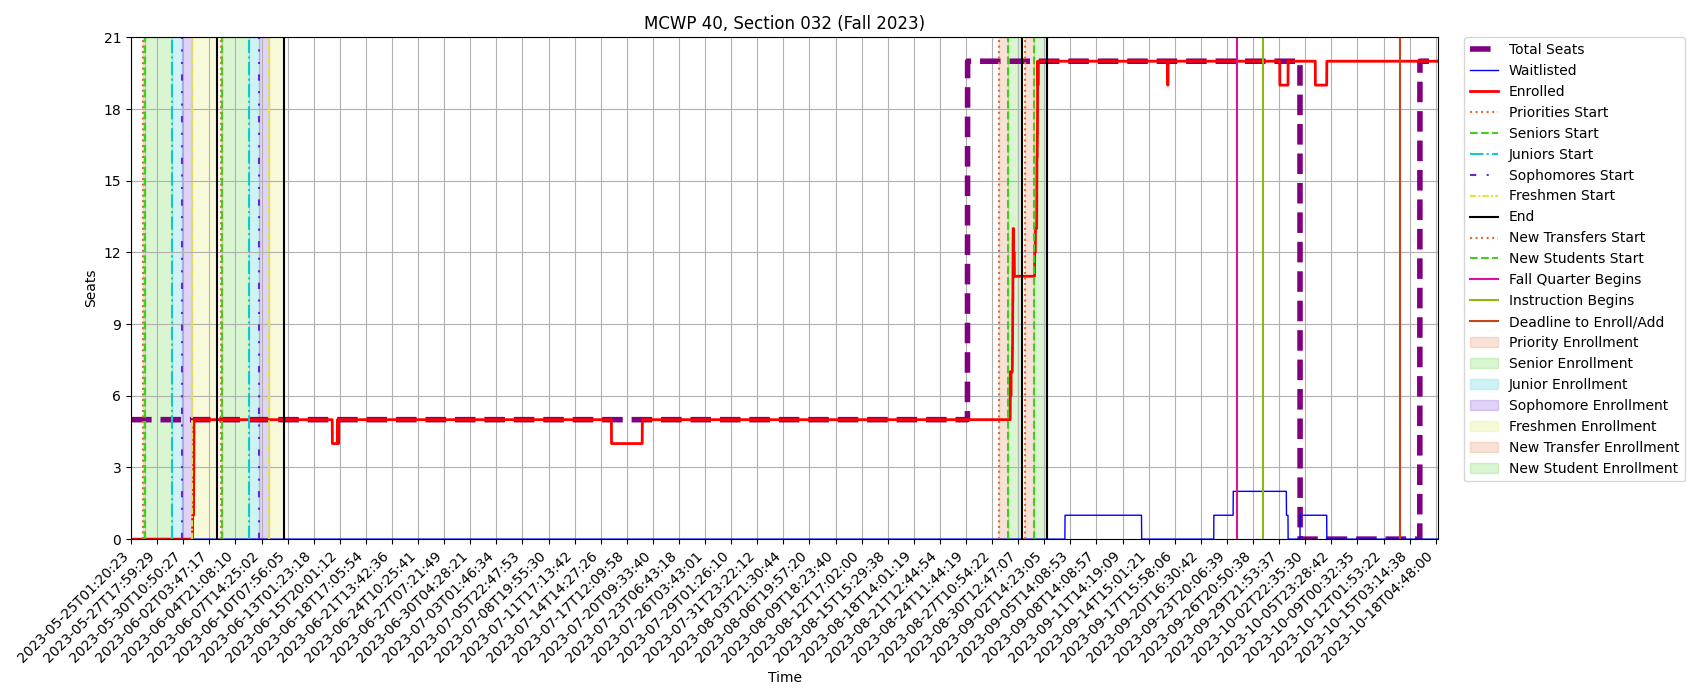 MCWP 40, Section 032 (Fall 2023)
21
18
15
12
9
6
3
0
Seats
2023-05-25T01:20:23
2023-05-27T17:59:29
2023-05-30T10:50:27
2023-06-02T03:47:17
2023-06-04T21:08:10
2023-06-07T14:25:02
2023-06-10T07:56:05
2023-06-13T01:23:18
2023-06-15T20:01:12
2023-06-18T17:05:54
2023-06-21T13:42:36
2023-06-24T10:25:41
2023-06-27T07:21:49
2023-06-30T04:28:21
2023-07-03T01:46:34
2023-07-05T22:47:53
2023-07-08T19:55:30
2023-07-11T17:13:42
2023-07-14T14:27:26
2023-07-17T12:09:58
2023-07-20T09:33:40
2023-07-23T06:43:18
2023-07-26T03:43:01
2023-07-29T01:26:10
2023-07-31T23:22:12
2023-08-03T21:30:44
2023-08-06T19:57:20
2023-08-09T18:23:40
2023-08-12T17:02:00
2023-08-15T15:29:38
2023-08-18T14:01:19
2023-08-21T12:44:54
2023-08-24T11:44:19
2023-08-27T10:54:22
2023-08-30T12:47:07
2023-09-02T14:23:05
2023-09-05T14:08:53
2023-09-08T14:08:57
2023-09-11T14:19:09
2023-09-14T15:01:21
2023-09-17T15:58:06
2023-09-20T16:30:42
2023-09-23T20:06:39
2023-09-26T20:50:38
2023-09-29T21:53:37
2023-10-02T22:35:30
2023-10-05T23:28:42
2023-10-09T00:32:35
2023-10-12T01:53:22
2023-10-15T03:14:38
2023-10-18T04:48:00
Time
Total Seats
Waitlisted
Enrolled
Priorities Start
Seniors Start
Juniors Start
Sophomores Start
Freshmen Start
End
New Transfers Start
New Students Start
Fall Quarter Begins
Instruction Begins
Deadline to Enroll/Add
Priority Enrollment
Senior Enrollment
Junior Enrollment
Sophomore Enrollment
Freshmen Enrollment
New Transfer Enrollment
New Student Enrollment